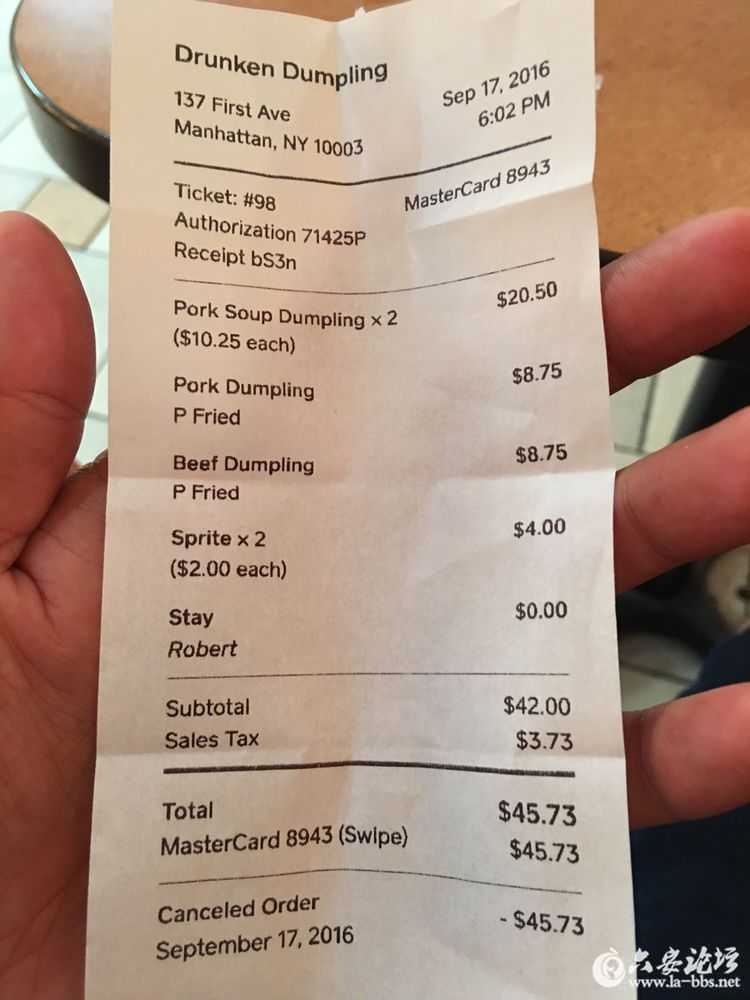 Drunken Dumpling
137 First Ave
Manhattan, NY 10003
Sep 17, 2016
6:02 PM
Ticket: #98
MasterCard 8943
Authorization 71425P
Receipt bS3n
Pork Soup Dumpling × 2 $20.50
($10.25 each)
Pork Dumpling $8.75
P Fried
Beef Dumpling $8.75
P Fried
Sprite × 2 $4.00
($2.00 each)
Stay $0.00
Robert
Subtotal $42.00
Sales Tax $3.73
Total $45.73
MasterCard 8943 (Swipe) $45.73
Canceled Order - $45.73
September 17, 2016
六安论坛
www.la-bbs.net